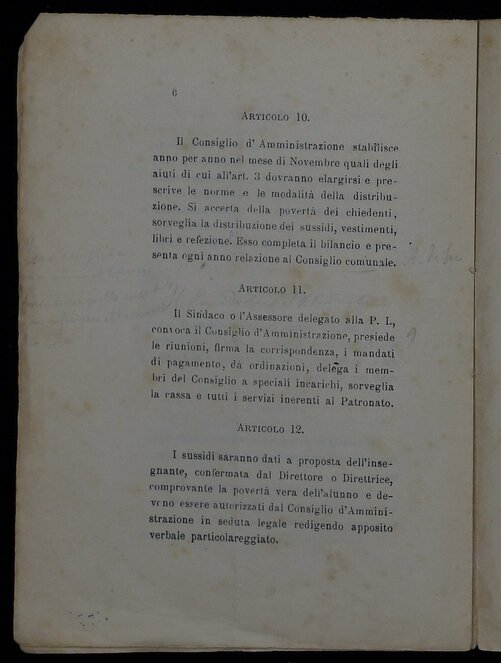 6
ARTICOLO 10.
Il Consiglio d' Amministrazione stabilisce
anno per anno nel mese di Novembre quali degli
aiuti di cui all'art. 3 dovranno elargirsi e pre-
scrive le norme e le modalità della distribu-
zione. Si accerta della povertà dei chiedenti,
sorveglia la distribuzione dei sussidi, vestimenti,
libri e refezione. Esso completa il bilancio e pre-
senta ogni anno relazione al Consiglio comunale.
ARTICOLO 11.
Il Sindaco o l'Assessore delegato alla P. I.,
convoca il Consiglio d'Amministrazione, presiede
le riunioni, firma la corrispondenza, i mandati
di pagamento, dà ordinazioni, delega i mem-
bri del Consiglio a speciali incarichi, sorveglia
la cassa e tutti i servizi inerenti al Patronato.
ARTICOLO 12.
I sussidi saranno dati a proposta dell'inse-
gnante, confermata dal Direttore o Direttrice,
comprovante la povertà vera dell'alunno e de-
vono essere autorizzati dal Consiglio d'Ammini-
strazione in seduta legale redigendo apposito
verbale particolareggiato.